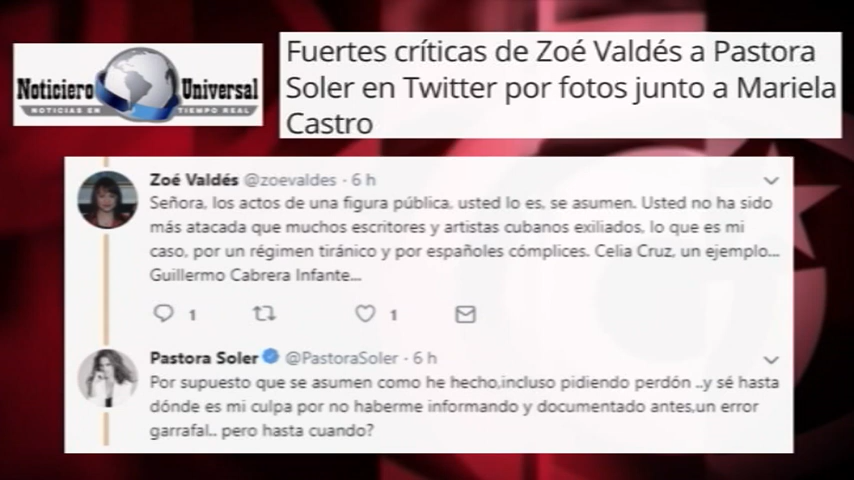 Noticiero Universal
NOTICIAS EN TIEMPO REAL
Fuertes críticas de Zoé Valdés a Pastora
Soler en Twitter por fotos junto a Mariela
Castro
Zoé Valdés @zoevaldes · 6 h
Señora, los actos de una figura pública, usted lo es, se asumen. Usted no ha sido
más atacada que muchos escritores y artistas cubanos exiliados, lo que es mi
caso, por un régimen tiránico y por españoles cómplices. Celia Cruz, un ejemplo...
Guillermo Cabrera Infante...
1 1
Pastora Soler @PastoraSoler · 6 h
Por supuesto que se asumen como he hecho,incluso pidiendo perdón ..y sé hasta
dónde es mi culpa por no haberme informando y documentado antes,un error
garrafal.. pero hasta cuando?